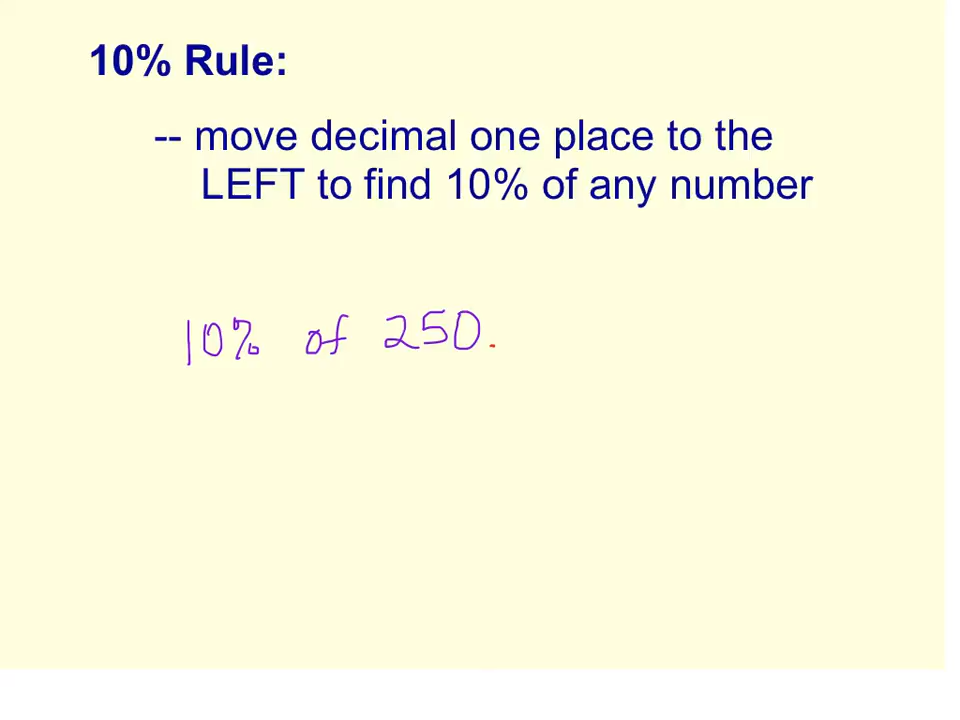 10% Rule:
-- move decimal one place to the
LEFT to find 10% of any number
10% of 250.